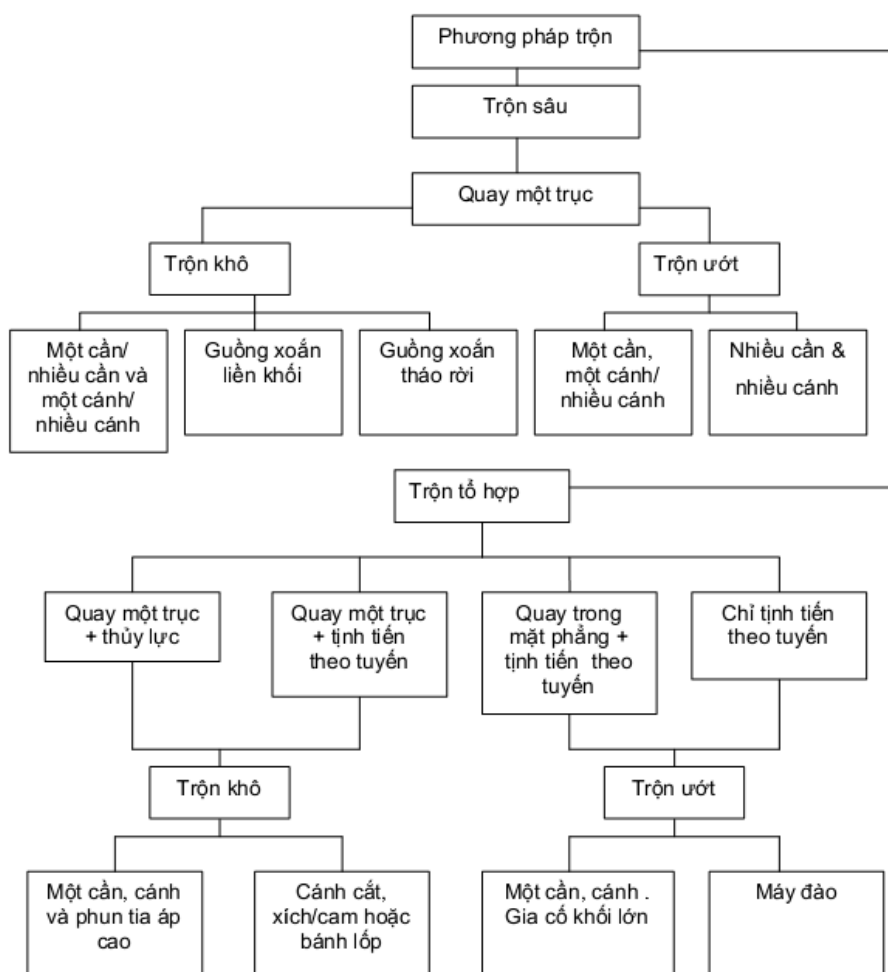 Phương pháp trộn
Trộn sâu
Quay một trục
Trộn khô
Trộn ướt
Một cần/
nhiều cần và
một cánh/
nhiều cánh
Guồng xoắn
liền khối
Guồng xoắn
tháo rời
Một cần,
một cánh/
nhiều cánh
Nhiều cần &
nhiều cánh
Trộn tổ hợp
Quay một trục
+ thủy lực
Quay một trục
+ tịnh tiến
theo tuyến
Quay trong
mặt phẳng +
tịnh tiến theo
tuyến
Chỉ tịnh tiến
theo tuyến
Trộn khô
Trộn ướt
Một cần, cánh
và phun tia áp
cao
Cánh cắt,
xích/cam hoặc
bánh lốp
Một cần, cánh .
Gia cố khối lớn
Máy đào